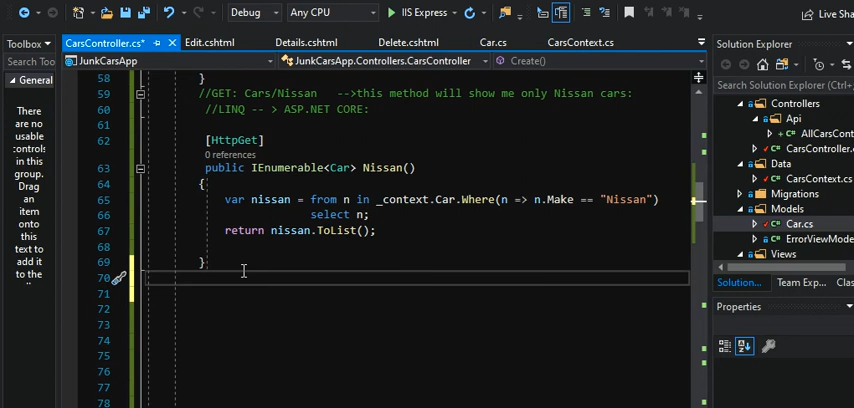 Debug
Any CPU
IIS Express
Live Sha
Toolbox
CarsController.cs*
Edit.cshtml
Details.cshtml
Delete.cshtml
Car.cs
CarsContext.cs
Solution Explorer
Search Too
JunkCarsApp
JunkCarsApp.Controllers.CarsController
Create()
General
There
are no
usable
controls
in this
group.
Drag
an
item
onto
this
text to
add it
to the
58 }
59 //GET: Cars/Nissan -->this method will show me only Nissan cars:
60 //LINQ -- > ASP.NET CORE:
61
62 [HttpGet]
0 references
63 public IEnumerable<Car> Nissan()
64 {
65 var nissan = from n in _context.Car.Where(n => n.Make == "Nissan")
66 select n;
67 return nissan.ToList();
68
69 }
70
71
72
73
74
75
76
77
78
Search Solution Explorer (Ctrl+
Controllers
Api
AllCarsCont
CarsController.
Data
CarsContext.cs
Migrations
Models
Car.cs
ErrorViewMode
Views
Solution...
Team Exp...
Clas
Properties